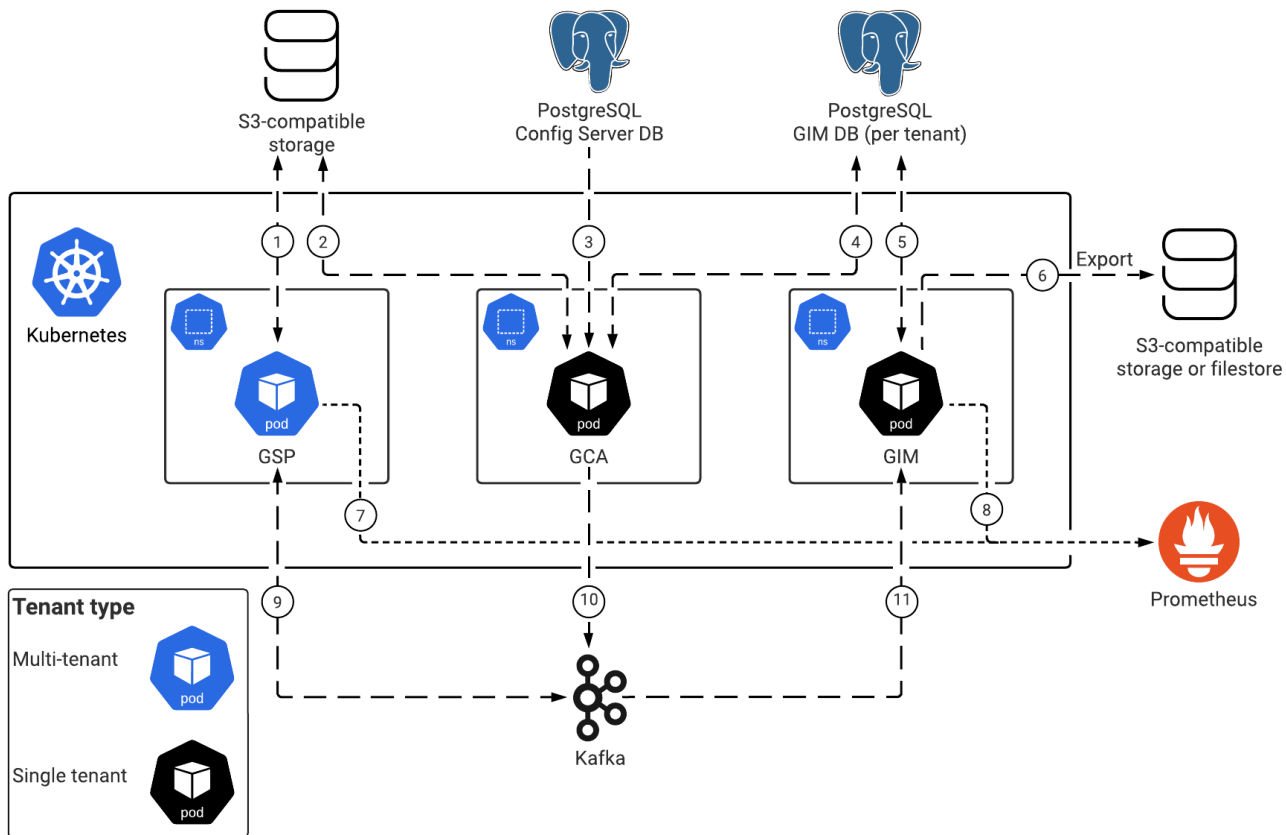 S3-compatible
storage
PostgreSQL
Config Server DB
PostgreSQL
GIM DB (per tenant)
1
2
3
4
5
6
Export
Kubernetes
ns
ns
ns
S3-compatible
storage or filestore
pod
pod
pod
GSP
GCA
GIM
7
8
Prometheus
9
10
11
Tenant type
Multi-tenant
pod
Kafka
Single tenant
pod